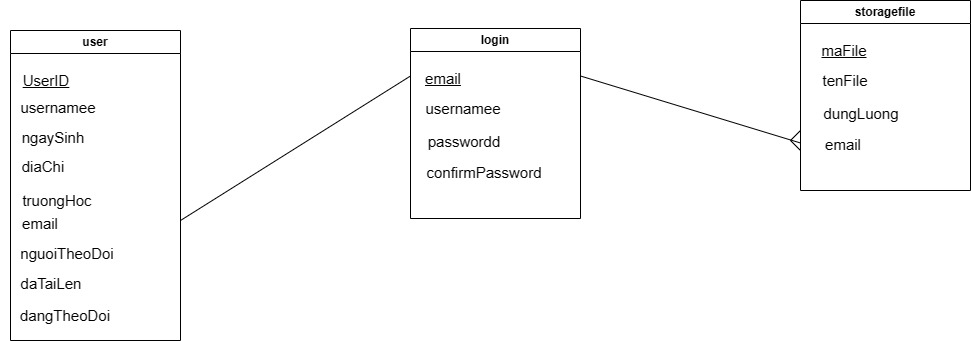 user
UserID
usernamee
ngaySinh
diaChi
truongHoc
email
nguoiTheoDoi
daTaiLen
dangTheoDoi
login
email
usernamee
passwordd
confirmPassword
storagefile
maFile
tenFile
dungLuong
email